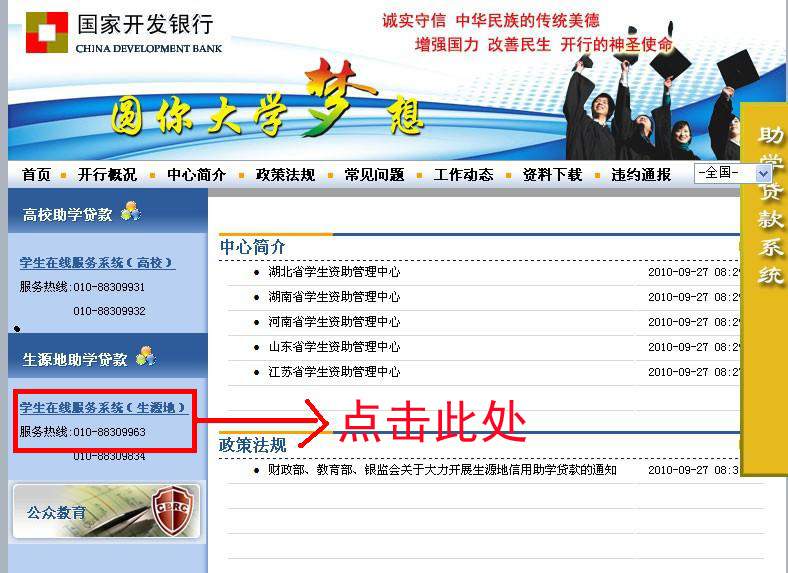 国家开发银行
CHINA DEVELOPMENT BANK
诚实守信 中华民族的传统美德
增强国力 改善民生 开行的神圣使命
圆你大学梦想
助学贷款系统
首页 开行概况 中心简介 政策法规 常见问题 工作动态 资料下载 违约通报 -全国-
高校助学贷款
学生在线服务系统（高校）
服务热线:010-88309931
010-88309932
生源地助学贷款
学生在线服务系统（生源地）
服务热线:010-88309963
010-88309834
公众教育
CBRC
中心简介
湖北省学生资助管理中心 2010-09-27 08:29
湖南省学生资助管理中心 2010-09-27 08:29
河南省学生资助管理中心 2010-09-27 08:2
山东省学生资助管理中心 2010-09-27 08:2
江苏省学生资助管理中心 2010-09-27 08:2
点击此处
政策法规
财政部、教育部、银监会关于大力开展生源地信用助学贷款的通知 2010-09-27 08:3